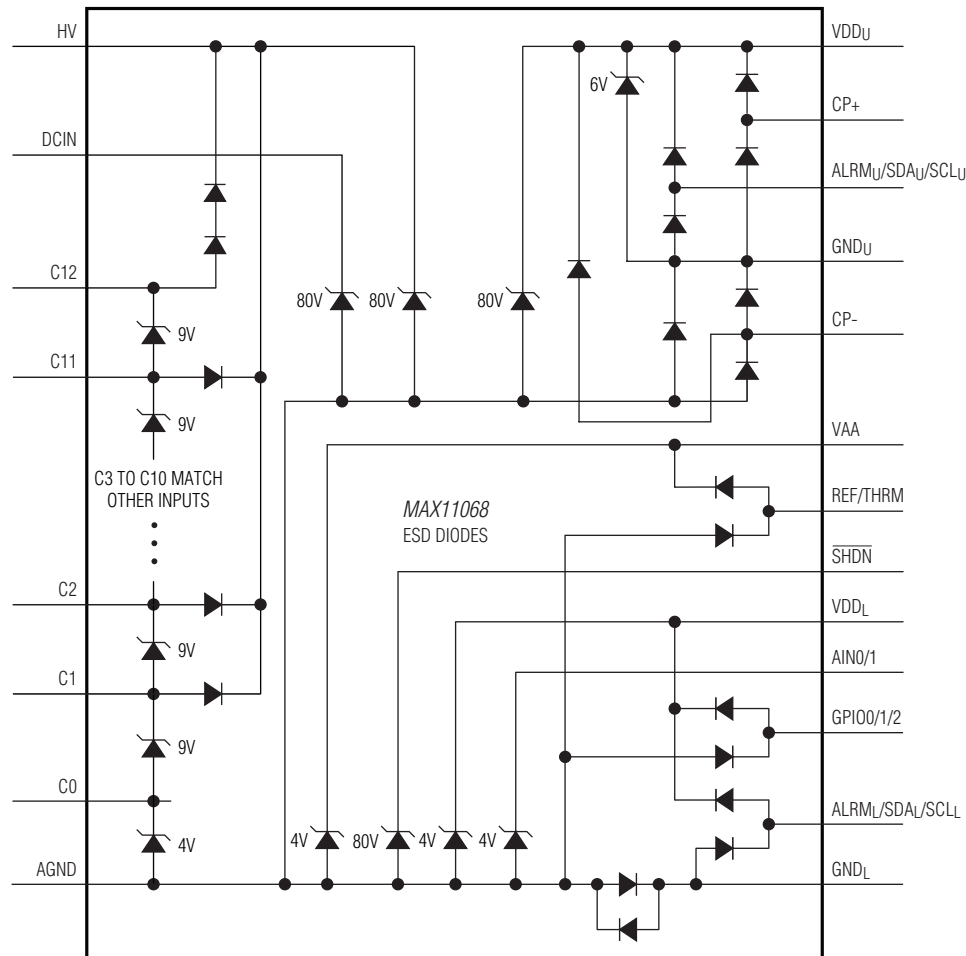 HV
VDDU
6V
CP+
DCIN
ALRMU/SDAU/SCLU
GNDU
C12
80V
80V
80V
9V
CP-
C11
9V
VAA
C3 TO C10 MATCH
OTHER INPUTS
MAX11068
ESD DIODES
REF/THRM
SHDN
C2
VDDL
9V
AIN0/1
C1
GPIO0/1/2
9V
C0
ALRML/SDAL/SCLL
4V
4V
80V
4V
4V
AGND
GNDL